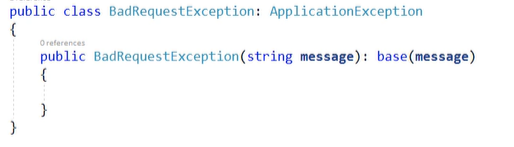 public class BadRequestException: ApplicationException
{
0 references
public BadRequestException(string message): base(message)
{
}
}